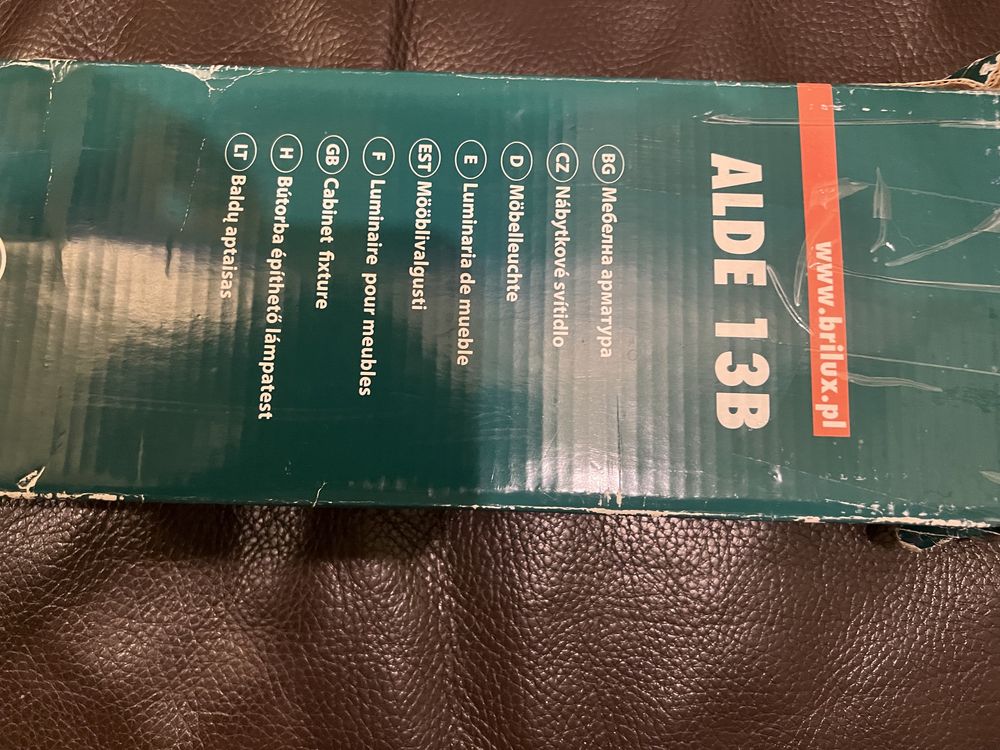 www.brilux.pl
ALDE 13B
BG Мебелна арматура
CZ Nábytkové svítidlo
D Möbelleuchte
E Luminaria de mueble
EST Mööblivalgusti
F Luminaire pour meubles
GB Cabinet fixture
H Bútorba építhető lámpatest
LT Baldų aptaisas